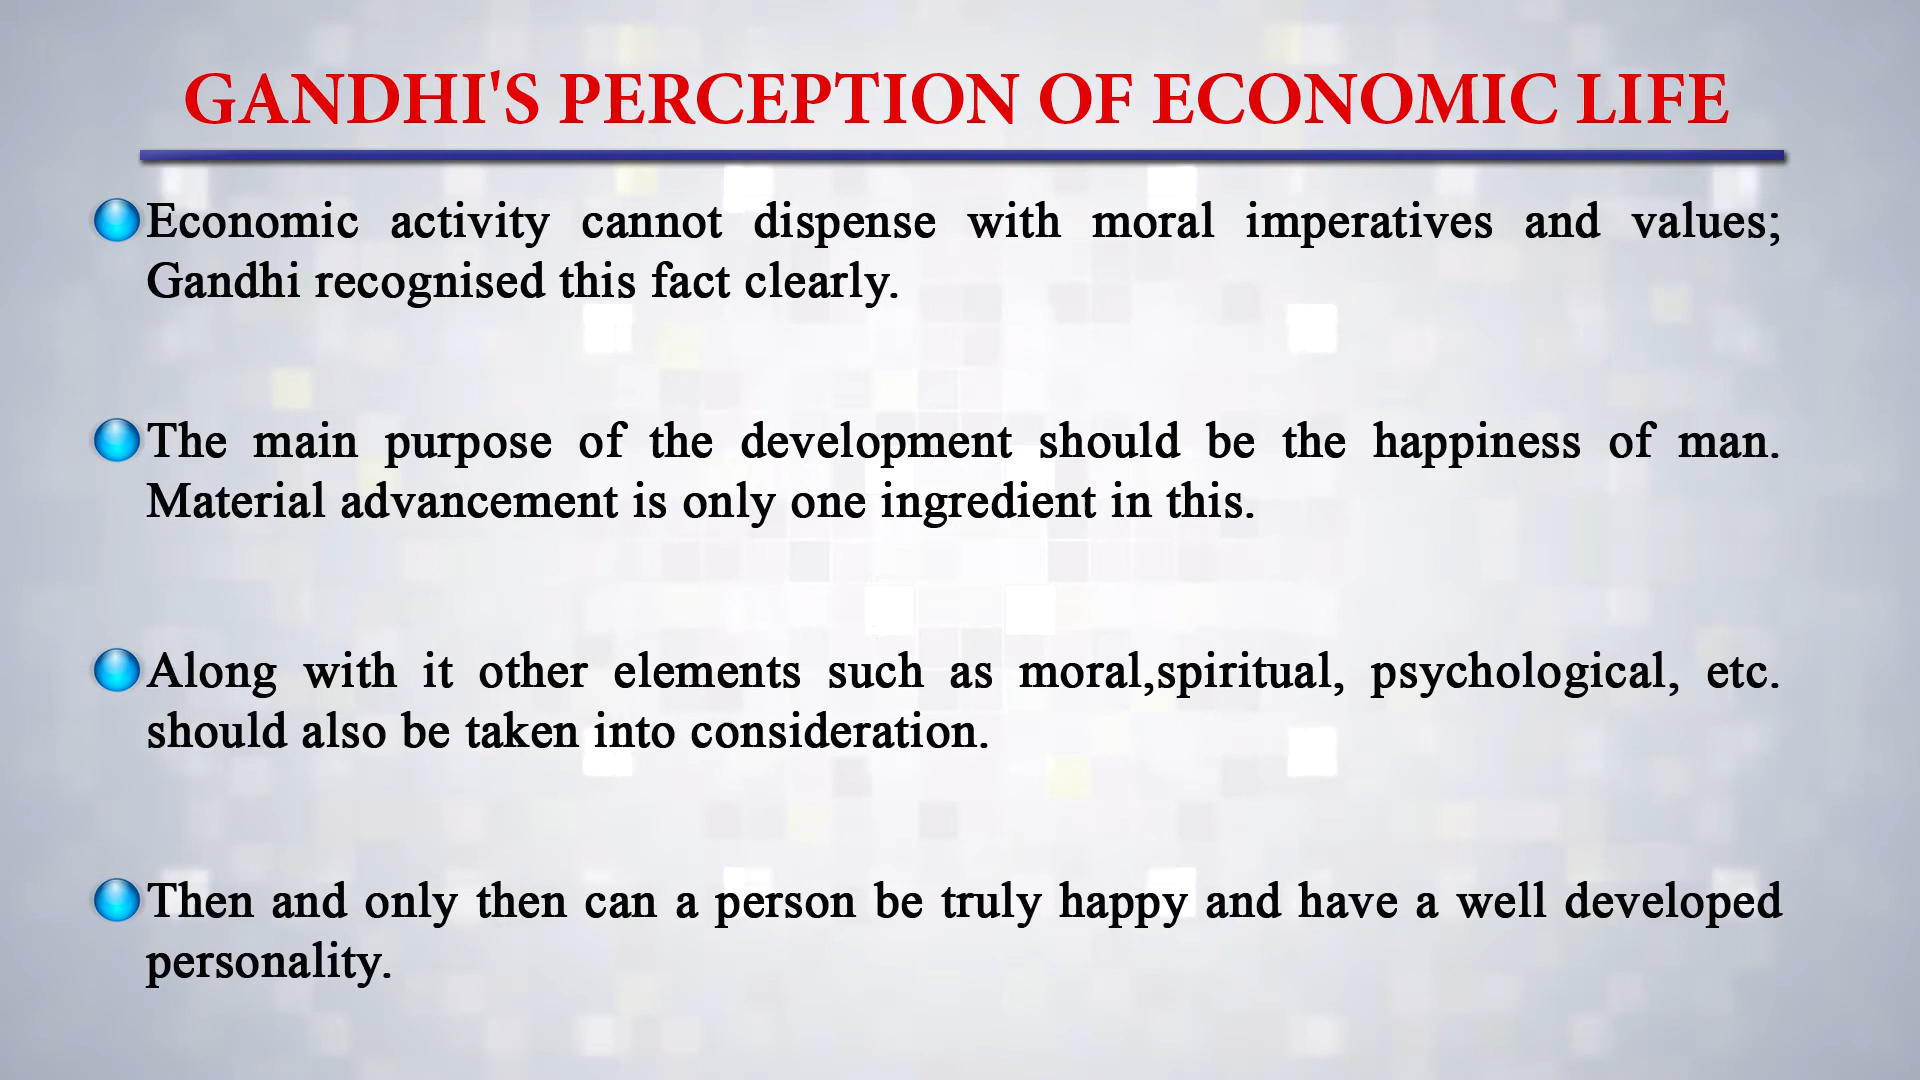 GANDHI'S PERCEPTION OF ECONOMIC LIFE
Economic activity cannot dispense with moral imperatives and values;
Gandhi recognised this fact clearly.
The main purpose of the development should be the happiness of man.
Material advancement is only one ingredient in this.
Along with it other elements such as moral,spiritual, psychological, etc.
should also be taken into consideration.
Then and only then can a person be truly happy and have a well developed
personality.